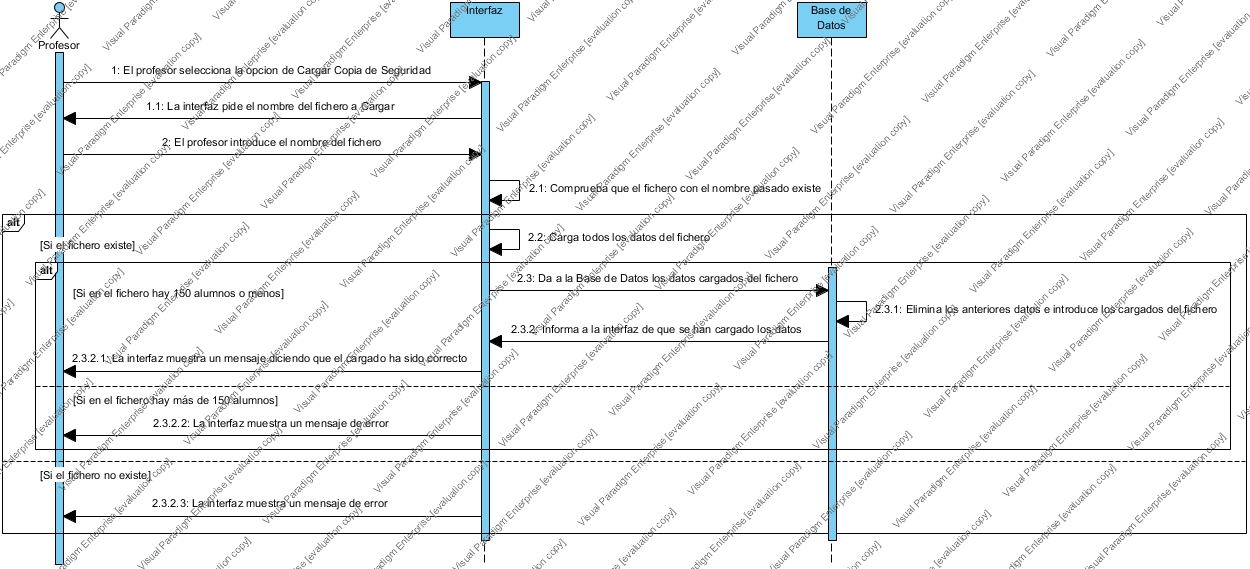 Profesor
Interfaz
Base de
Datos
1: El profesor selecciona la opcion de Cargar Copia de Seguridad
1.1: La interfaz pide el nombre del fichero a Cargar
2: El profesor introduce el nombre del fichero
2.1: Comprueba que el fichero con el nombre pasado existe
alt
2.2: Carga todos los datos del fichero
[Si el fichero existe]
alt
2.3: Da a la Base de Datos los datos cargados del fichero
[Si en el fichero hay 150 alumnos o menos]
2.3.1: Elimina los anteriores datos e introduce los cargados del fichero
2.3.2: Informa a la interfaz de que se han cargado los datos
2.3.2.1: La interfaz muestra un mensaje diciendo que el cargado ha sido correcto
[Si en el fichero hay más de 150 alumnos]
2.3.2.2: La interfaz muestra un mensaje de error
[Si el fichero no existe]
2.3.2.3: La interfaz muestra un mensaje de error
Visual Paradigm Enterprise [evaluation copy]